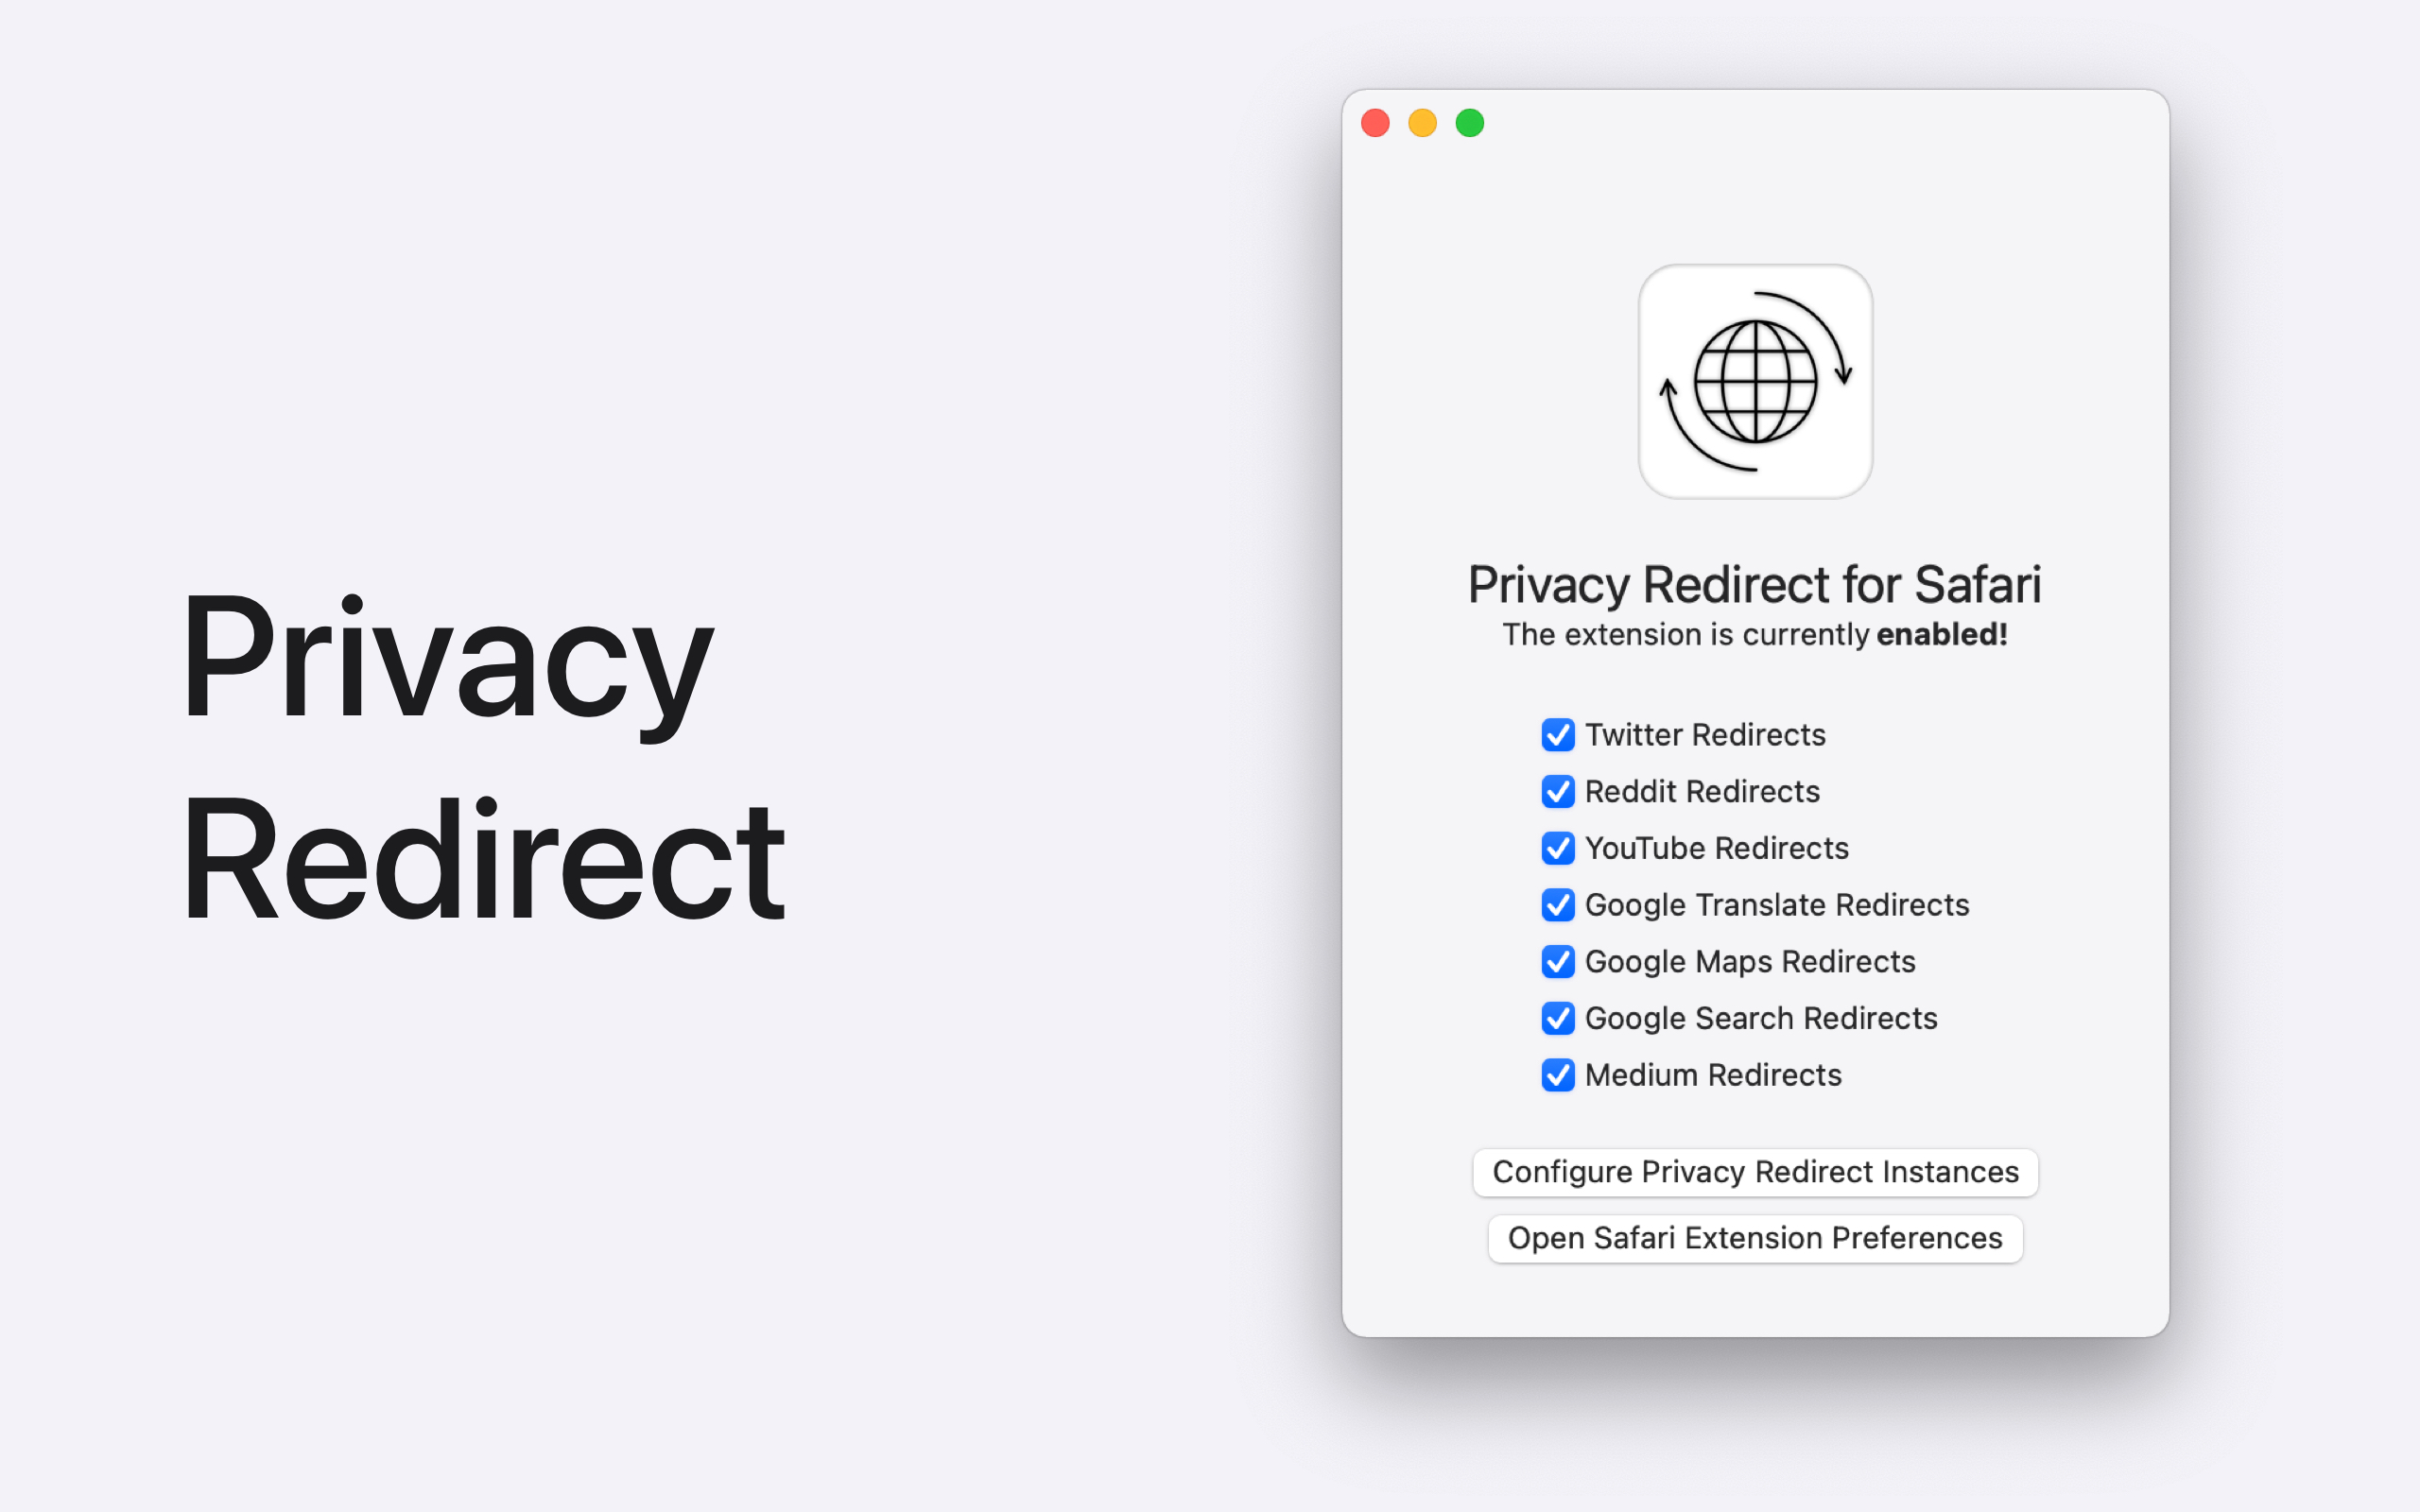 Privacy
Redirect
Privacy Redirect for Safari
The extension is currently enabled!
Twitter Redirects
Reddit Redirects
YouTube Redirects
Google Translate Redirects
Google Maps Redirects
Google Search Redirects
Medium Redirects
Configure Privacy Redirect Instances
Open Safari Extension Preferences